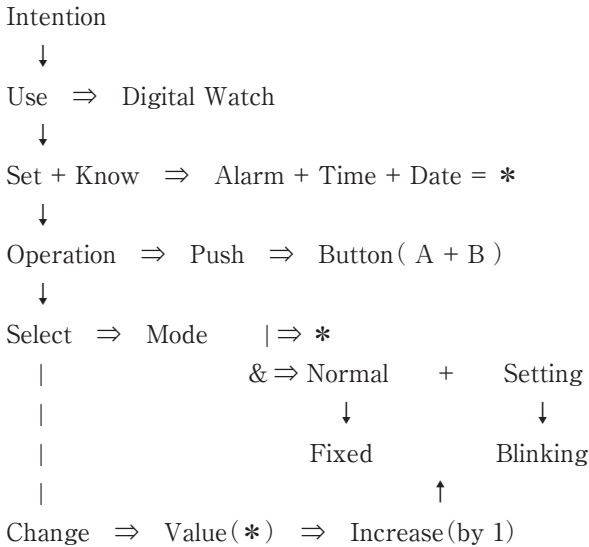 Intention
↓
Use ⇒ Digital Watch
↓
Set + Know ⇒ Alarm + Time + Date = *
↓
Operation ⇒ Push ⇒ Button( A + B )
↓
Select ⇒ Mode |⇒ *
| &⇒ Normal + Setting
| ↓ ↓
| Fixed Blinking
| ↑
Change ⇒ Value(*) ⇒ Increase(by 1)